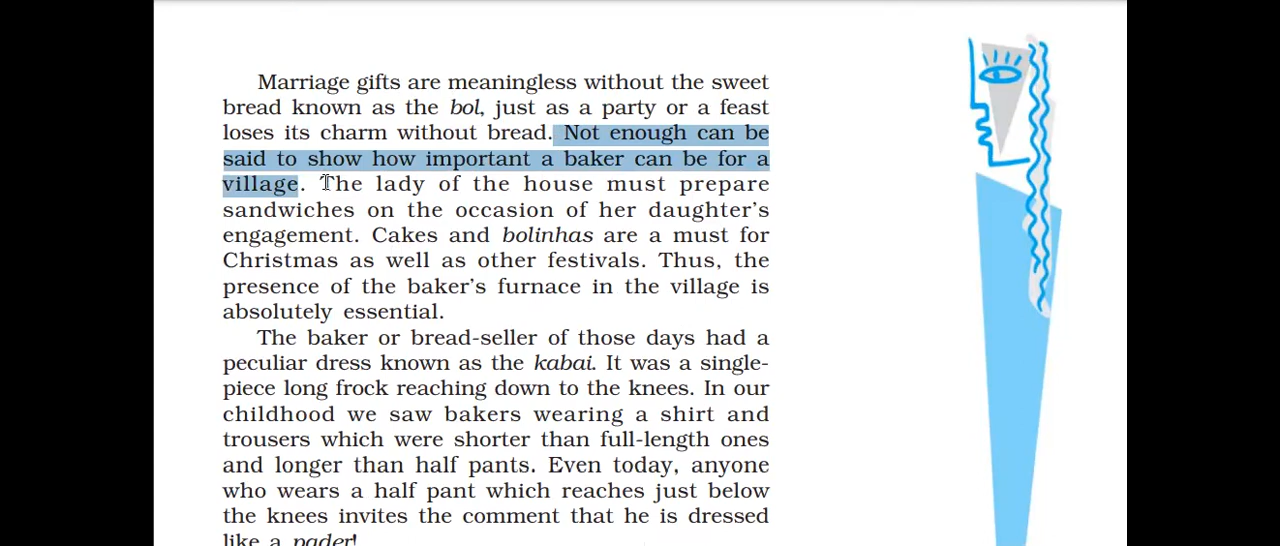 Marriage gifts are meaningless without the sweet
bread known as the bol, just as a party or a feast
loses its charm without bread. Not enough can be
said to show how important a baker can be for a
village. The lady of the house must prepare
sandwiches on the occasion of her daughter's
engagement. Cakes and bolinhas are a must for
Christmas as well as other festivals. Thus, the
presence of the baker's furnace in the village is
absolutely essential.
The baker or bread-seller of those days had a
peculiar dress known as the kabai. It was a single-
piece long frock reaching down to the knees. In our
childhood we saw bakers wearing a shirt and
trousers which were shorter than full-length ones
and longer than half pants. Even today, anyone
who wears a half pant which reaches just below
the knees invites the comment that he is dressed
like a pader!